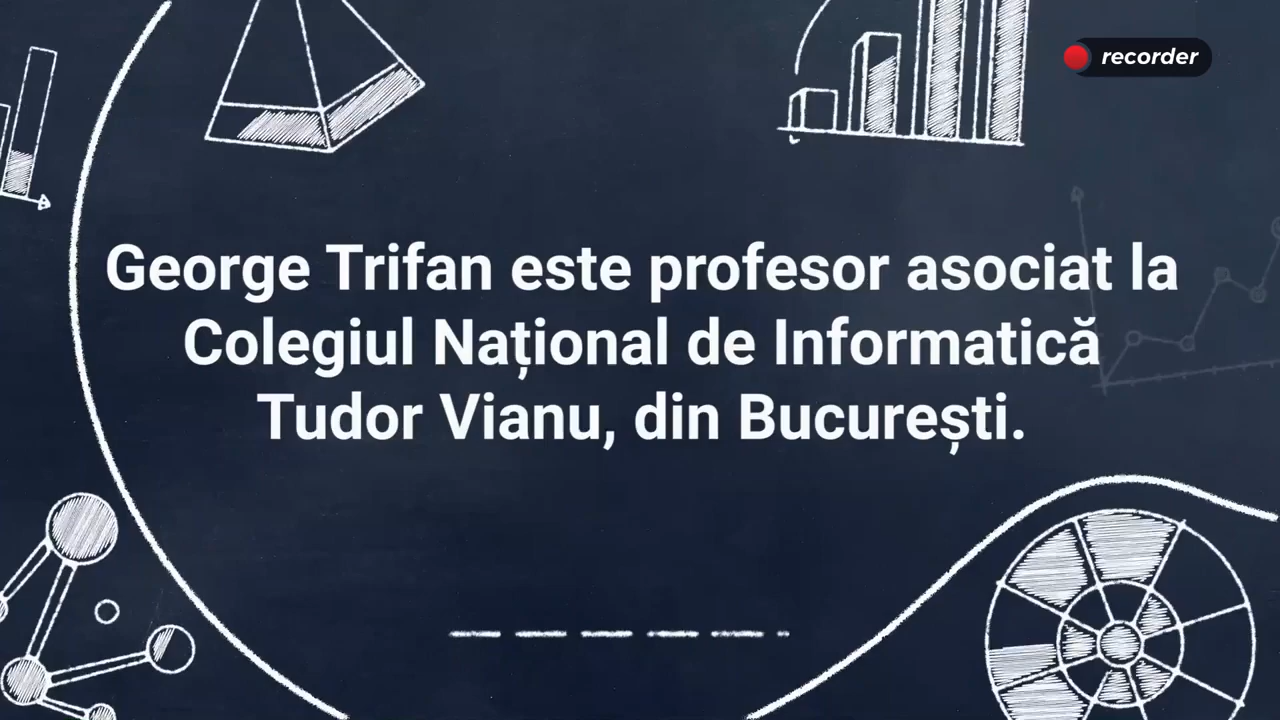 recorder
George Trifan este profesor asociat la
Colegiul Național de Informatică
Tudor Vianu, din București.